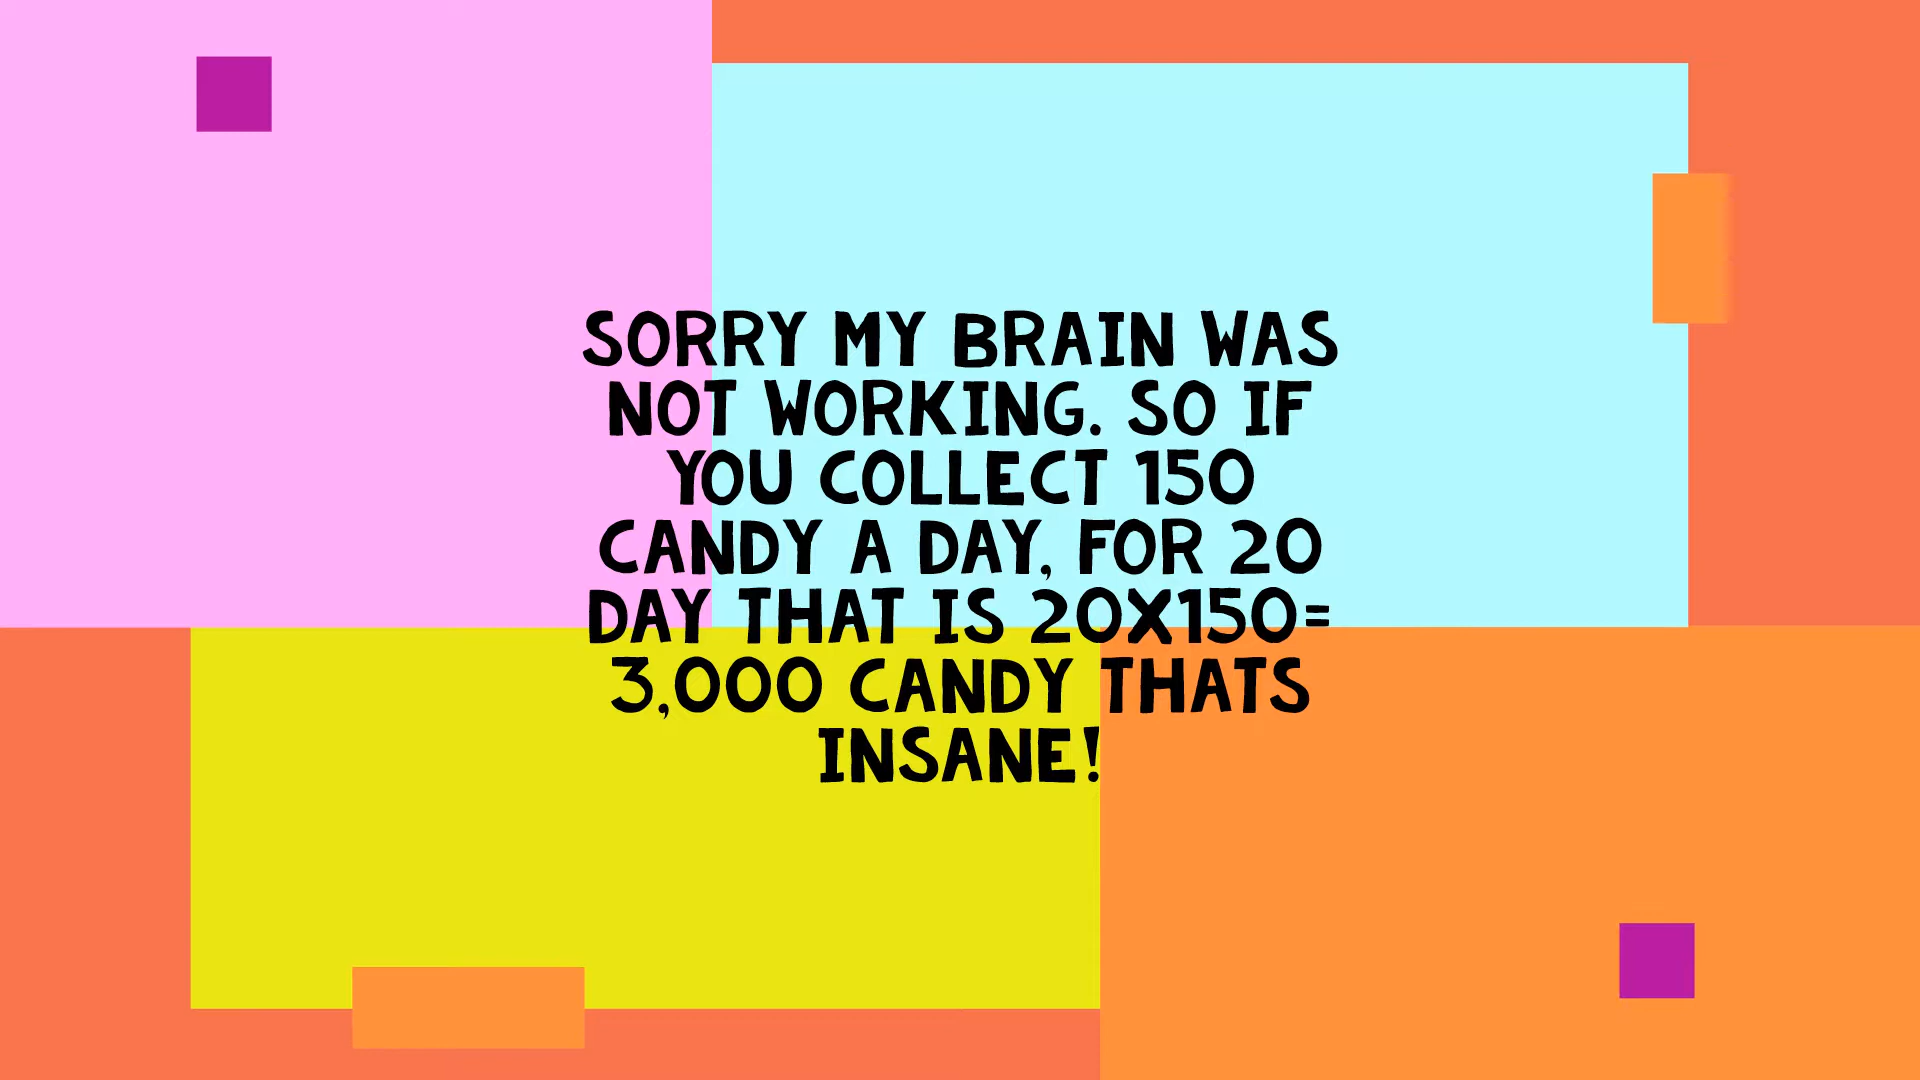 SORRY MY BRAIN WAS
NOT WORKING. SO IF
YOU COLLECT 150
CANDY A DAY, FOR 20
DAY THAT IS 20X150=
3,000 CANDY THATS
INSANE!